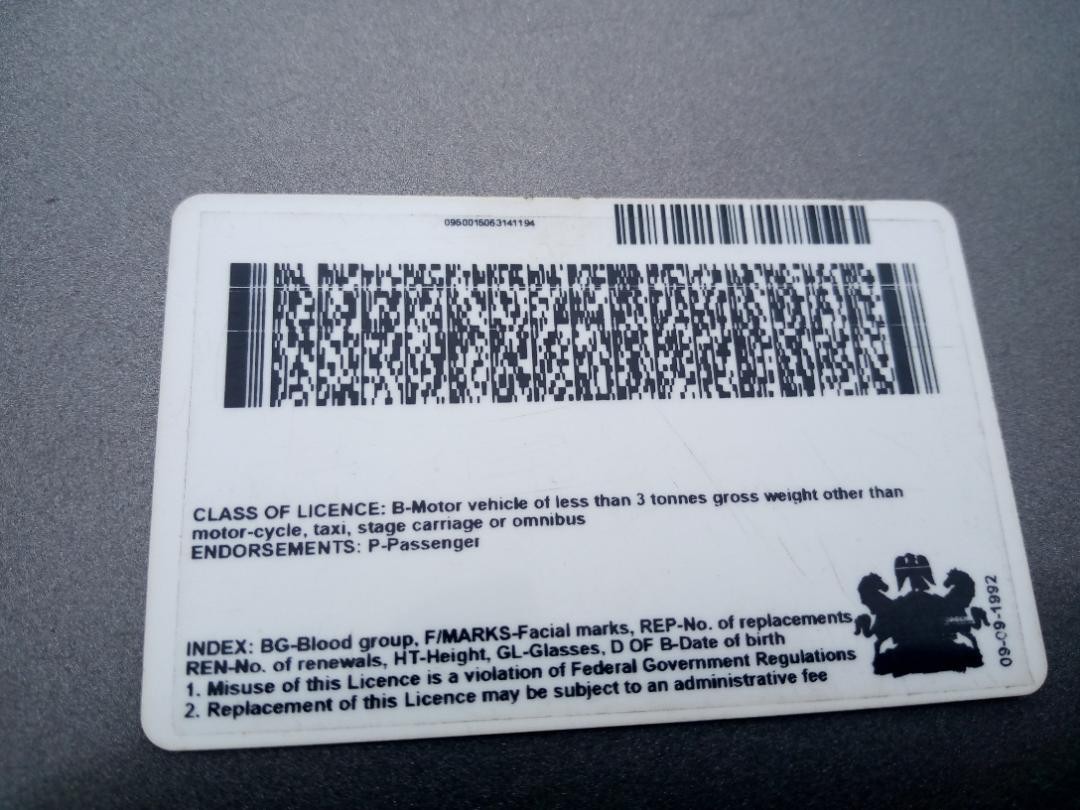 0950015063141194
CLASS OF LICENCE: B-Motor vehicle of less than 3 tonnes gross weight other than
motor-cycle, taxi, stage carriage or omnibus
ENDORSEMENTS: P-Passenger
INDEX: BG-Blood group, F/MARKS-Facial marks, REP-No. of replacements,
REN-No. of renewals, HT-Height, GL-Glasses, D OF B-Date of birth
1. Misuse of this Licence is a violation of Federal Government Regulations
2. Replacement of this Licence may be subject to an administrative fee
09-09-1992